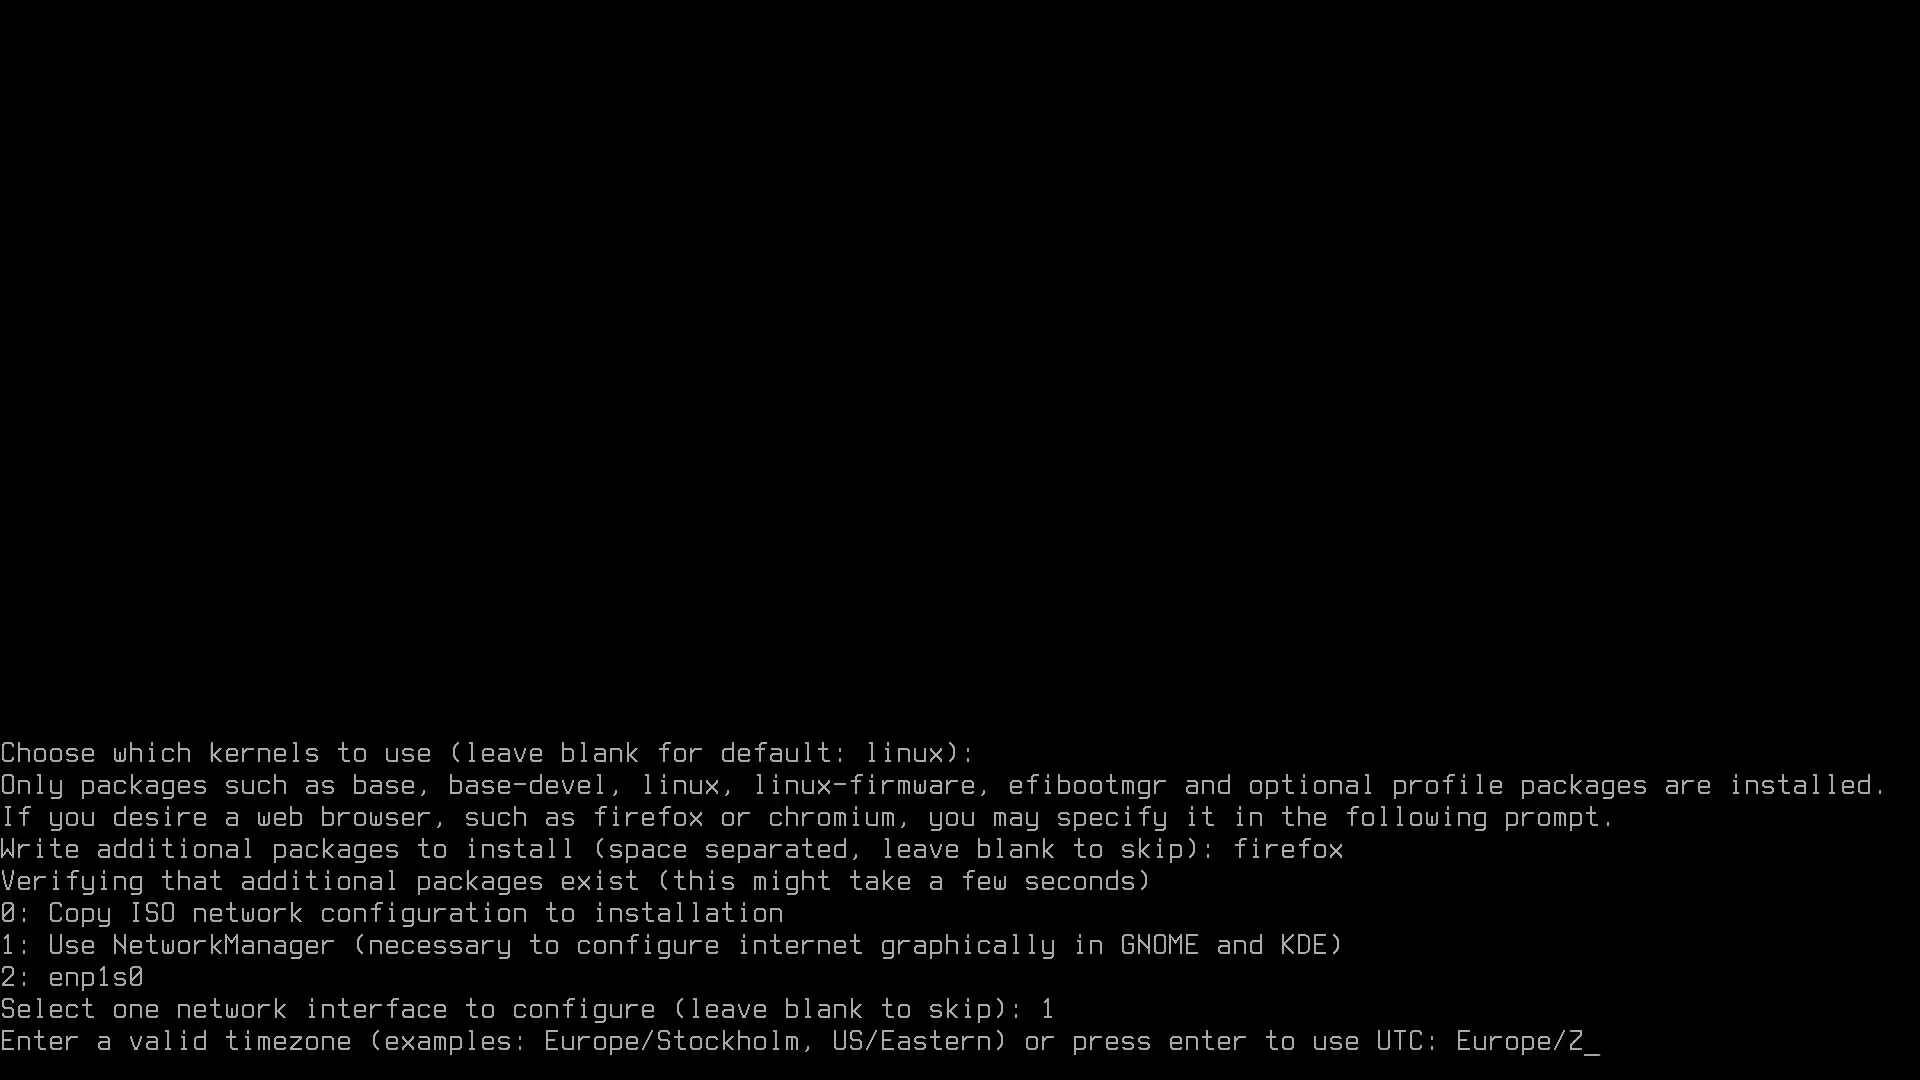 Choose which kernels to use (leave blank for default: linux):
Only packages such as base, base-devel, linux, linux-firmware, efibootmgr and optional profile packages are installed.
If you desire a web browser, such as firefox or chromium, you may specify it in the following prompt.
Write additional packages to install (space separated, leave blank to skip): firefox
Verifying that additional packages exist (this might take a few seconds)
0: Copy ISO network configuration to installation
1: Use NetworkManager (necessary to configure internet graphically in GNOME and KDE)
2: enp1s0
Select one network interface to configure (leave blank to skip): 1
Enter a valid timezone (examples: Europe/Stockholm, US/Eastern) or press enter to use UTC: Europe/Z_